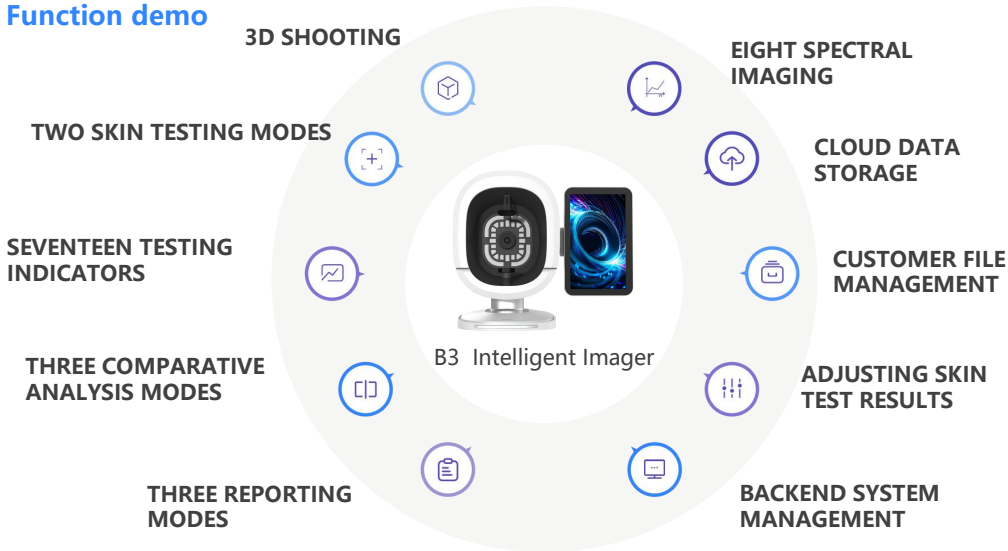 Function demo
3D SHOOTING
TWO SKIN TESTING MODES
SEVENTEEN TESTING
INDICATORS
THREE COMPARATIVE
ANALYSIS MODES
THREE REPORTING
MODES
EIGHT SPECTRAL
IMAGING
CLOUD DATA
STORAGE
CUSTOMER FILE
MANAGEMENT
ADJUSTING SKIN
TEST RESULTS
BACKEND SYSTEM
MANAGEMENT
B3 Intelligent Imager